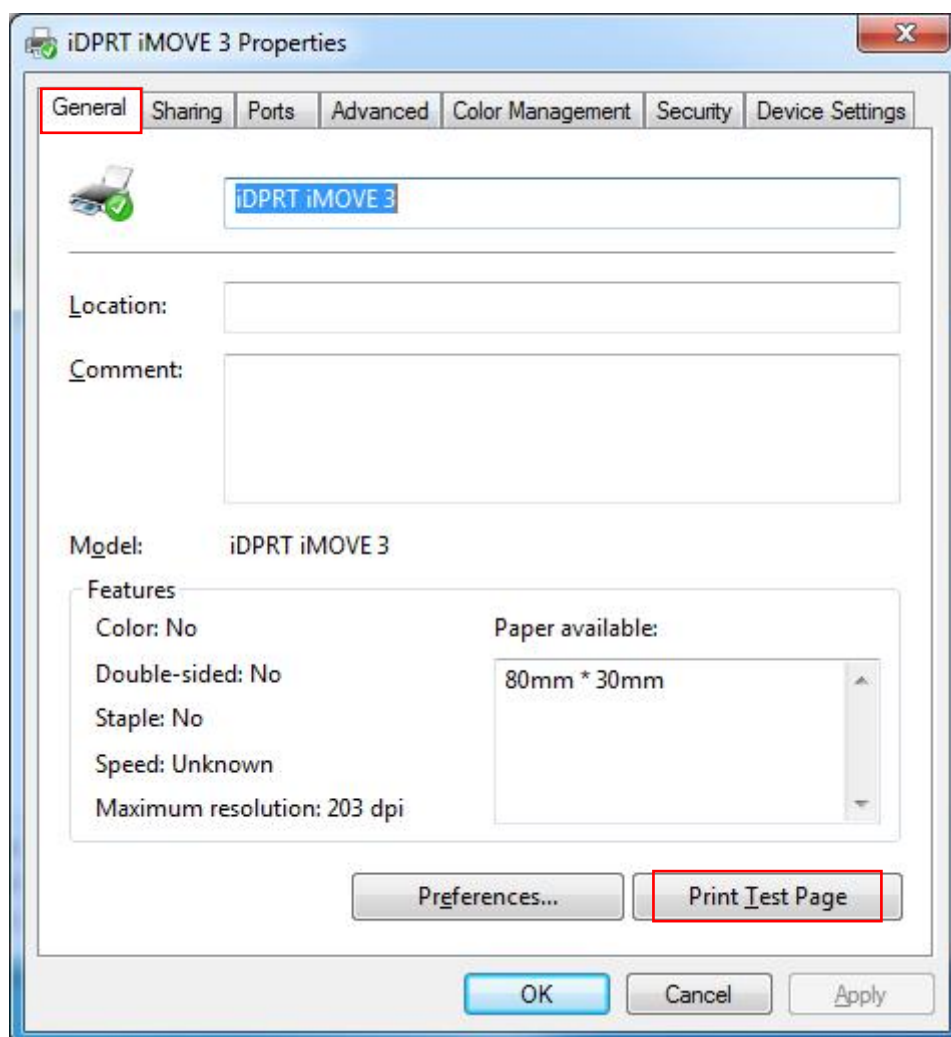 iDPRT iMOVE 3 Properties
General Sharing Ports Advanced Color Management Security Device Settings
iDPRT iMOVE 3
Location:
Comment:
Model: iDPRT iMOVE 3
Features
Color: No
Double-sided: No
Staple: No
Speed: Unknown
Maximum resolution: 203 dpi
Paper available:
80mm * 30mm
Preferences... Print Test Page
OK Cancel Apply